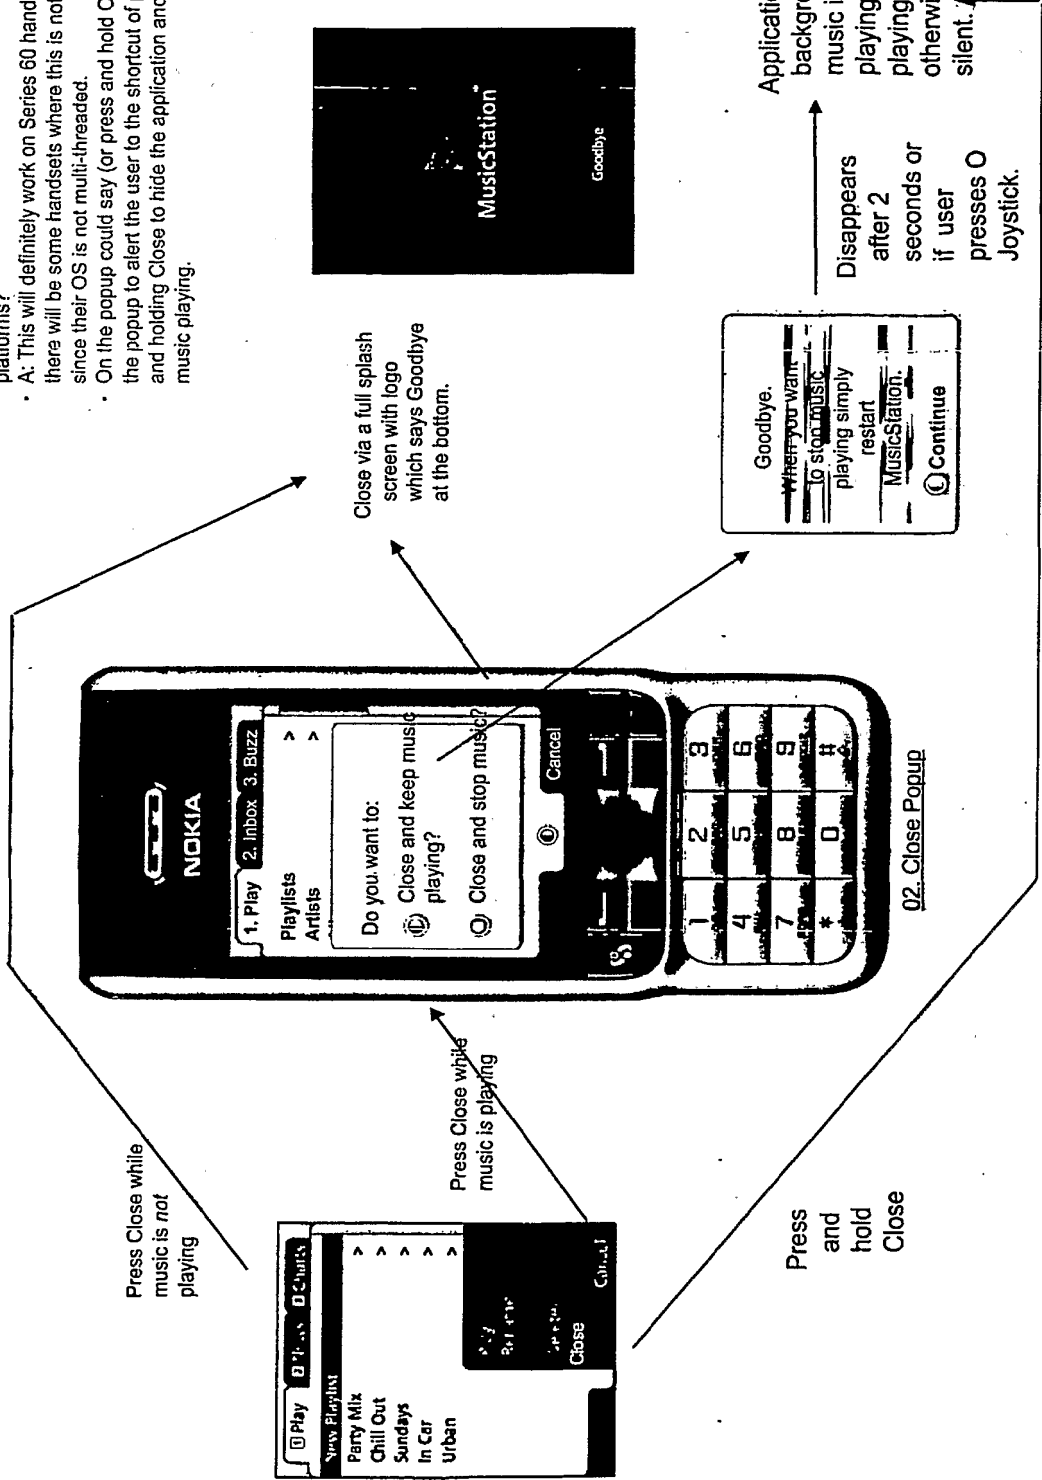 platforms?
• A: This will definitely work on Series 60 hand
there will be some handsets where this is not
since their OS is not multi-threaded.
• On the popup could say (or press and hold C
the popup to alert the user to the shortcut of
and holding Close to hide the application and
music playing.
Press Close while
music is not
playing
1 Play
New Playlist
Party Mix >
Chill Out >
Sundays >
In Car >
Urban >
Close
Press Close while
music is playing
Press
and
hold
Close
NOKIA
1. Play 2. Inbox 3. Buzz
Playlists >
Artists >
Do you want to:
Close and keep music
playing?
Close and stop music?
Cancel
1 2 3
4 5 6
7 8 9
* 0 #
02. Close Popup
Close via a full splash
screen with logo
which says Goodbye
at the bottom.
MusicStation
Goodbye
Goodbye.
When you want
to stop music
playing simply
restart
MusicStation.
Continue
Disappears
after 2
seconds or
if user
presses O
Joystick.
Applicatio
backgro
music i
playing
playing
otherwi
silent.